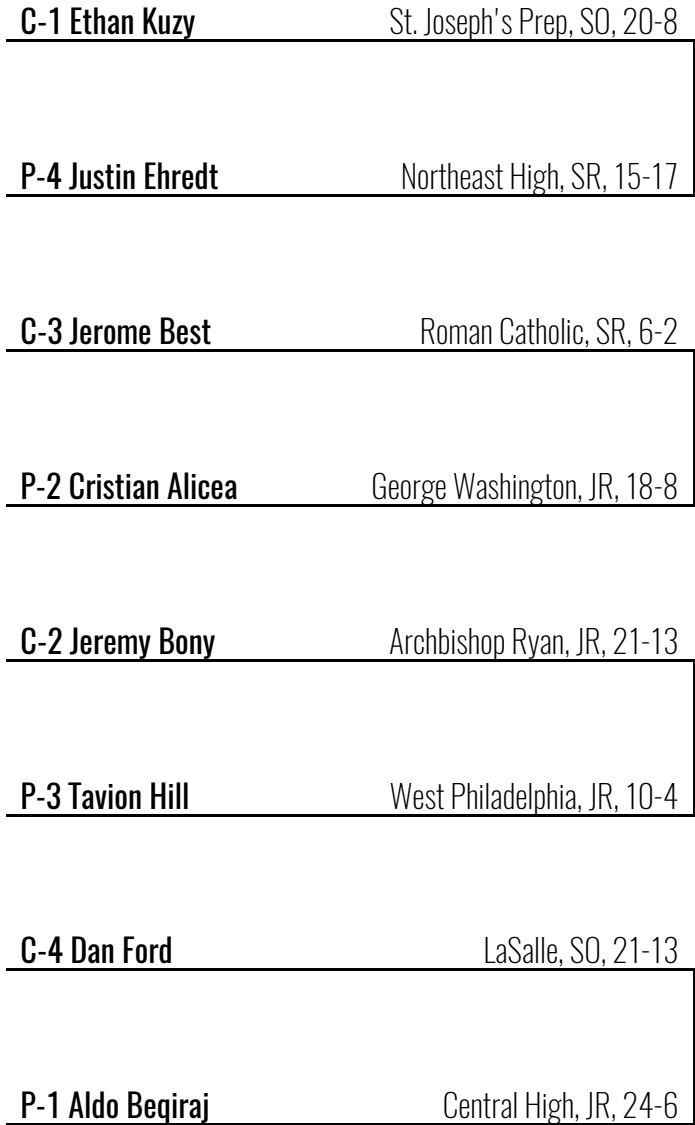 C-1 Ethan Kuzy St. Joseph's Prep, SO, 20-8
P-4 Justin Ehredt Northeast High, SR, 15-17
C-3 Jerome Best Roman Catholic, SR, 6-2
P-2 Cristian Alicea George Washington, JR, 18-8
C-2 Jeremy Bony Archbishop Ryan, JR, 21-13
P-3 Tavion Hill West Philadelphia, JR, 10-4
C-4 Dan Ford LaSalle, SO, 21-13
P-1 Aldo Beqiraj Central High, JR, 24-6